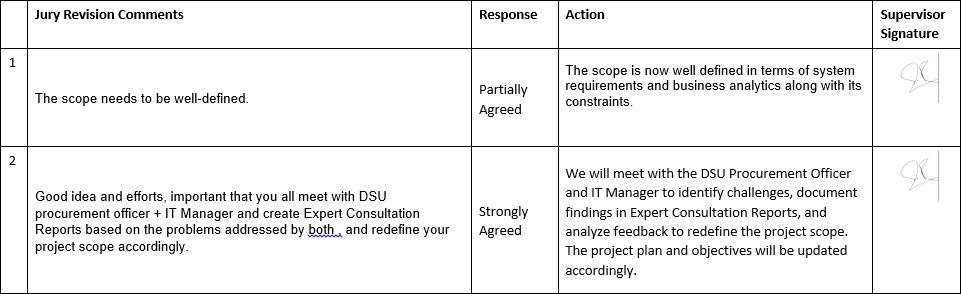 Jury Revision Comments Response Action Supervisor
Signature
1
The scope needs to be well-defined.
Partially
Agreed
The scope is now well defined in terms of system
requirements and business analytics along with its
constraints.
2
Good idea and efforts, important that you all meet with DSU
procurement officer + IT Manager and create Expert Consultation
Reports based on the problems addressed by both , and redefine your
project scope accordingly.
Strongly
Agreed
We will meet with the DSU Procurement Officer
and IT Manager to identify challenges, document
findings in Expert Consultation Reports, and
analyze feedback to redefine the project scope.
The project plan and objectives will be updated
accordingly.